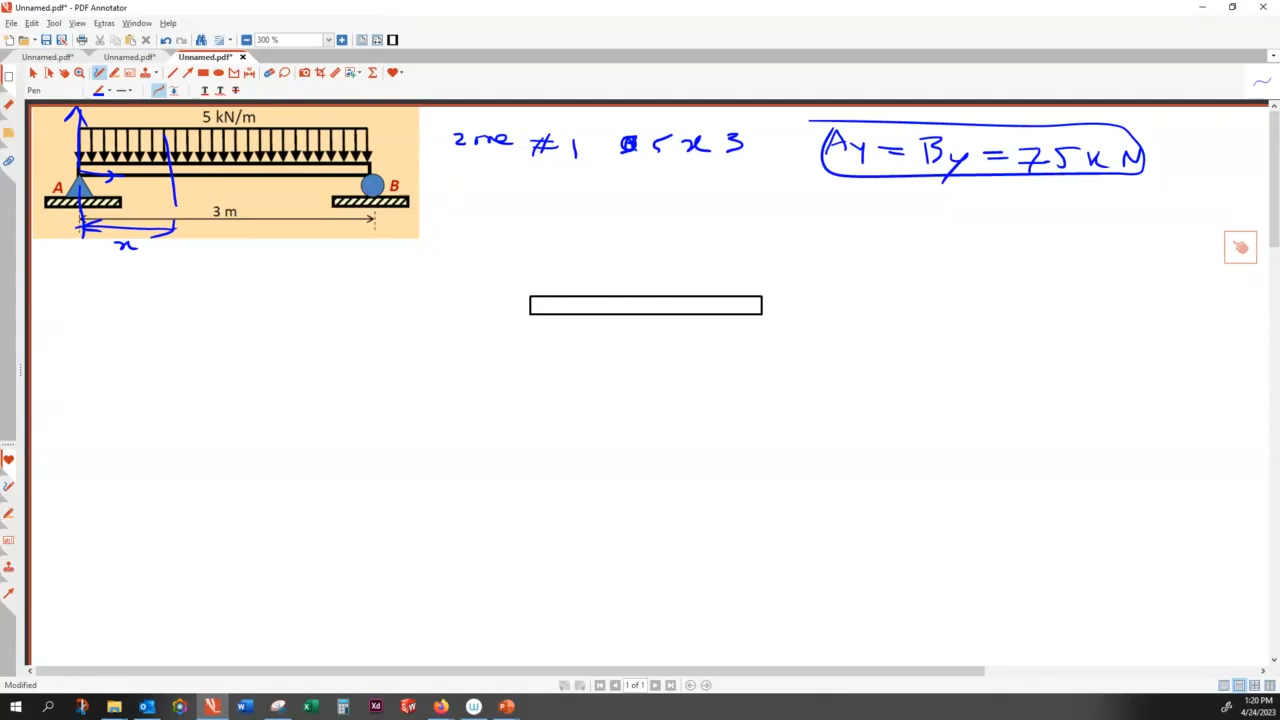 Unnamed.pdf* - PDF Annotator
File Edit Tool View Extras Window Help
300 %
Unnamed.pdf* Unnamed.pdf* Unnamed.pdf*
Pen
5 kN/m
A
B
3 m
x
zone #1 5 x 3
Ay = By = 75 kN
1 of 1
Modified
1:20 PM
4/24/2023